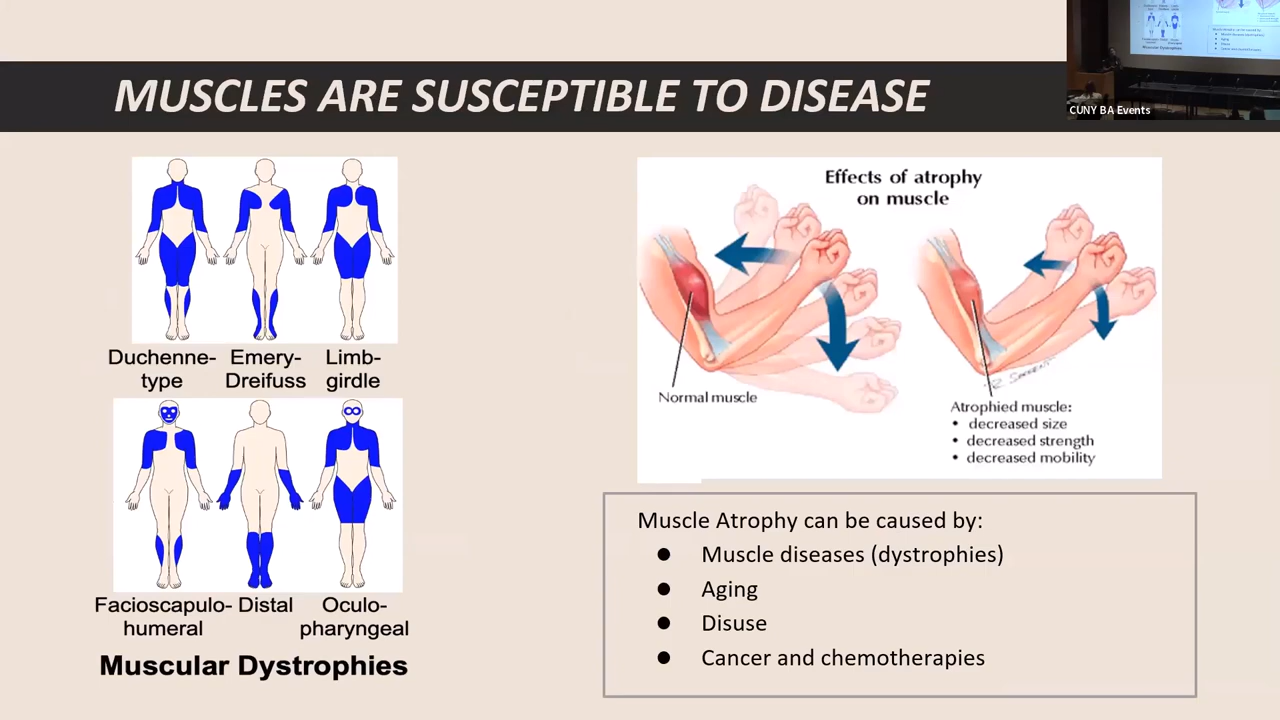 MUSCLES ARE SUSCEPTIBLE TO DISEASE
CUNY BA Events
Duchenne-
type
Emery-
Dreifuss
Limb-
girdle
Facioscapulo-
humeral
Distal
Oculo-
pharyngeal
Muscular Dystrophies
Effects of atrophy
on muscle
Normal muscle
Atrophied muscle:
• decreased size
• decreased strength
• decreased mobility
Muscle Atrophy can be caused by:
● Muscle diseases (dystrophies)
● Aging
● Disuse
● Cancer and chemotherapies